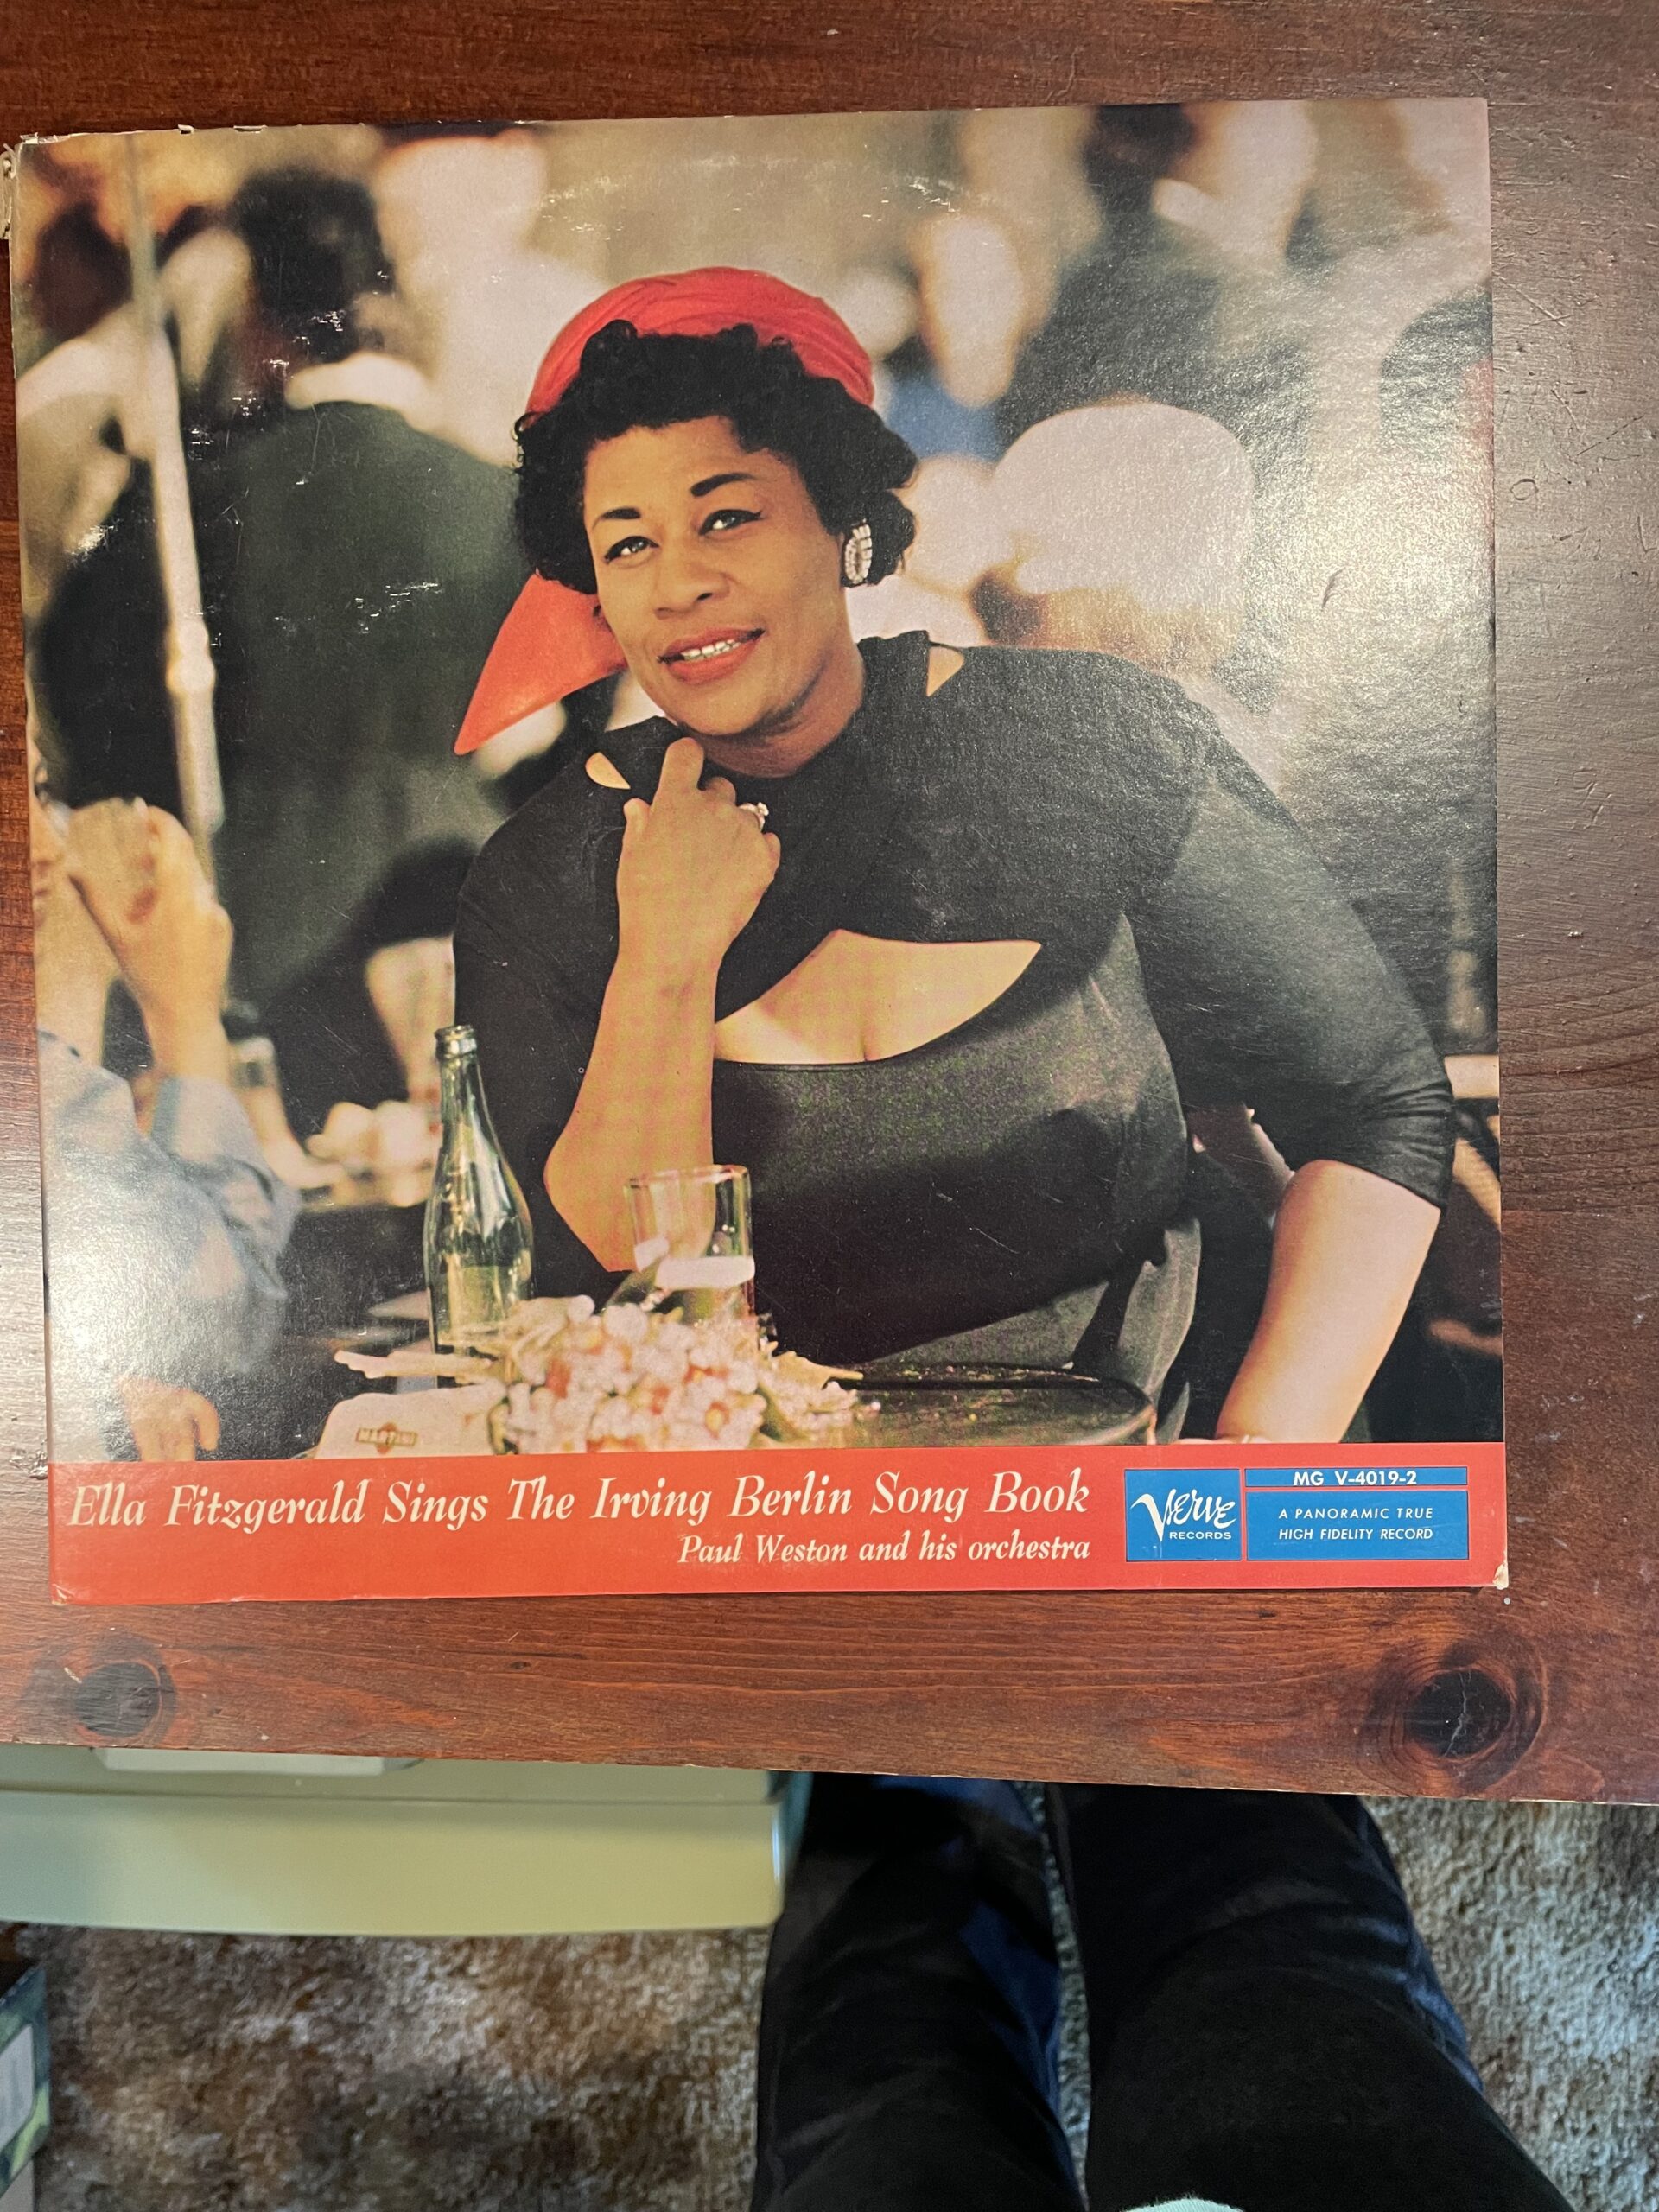 MARTINI
Ella Fitzgerald Sings The Irving Berlin Song Book
Paul Weston and his orchestra
Verve
RECORDS
MG V-4019-2
A PANORAMIC TRUE
HIGH FIDELITY RECORD